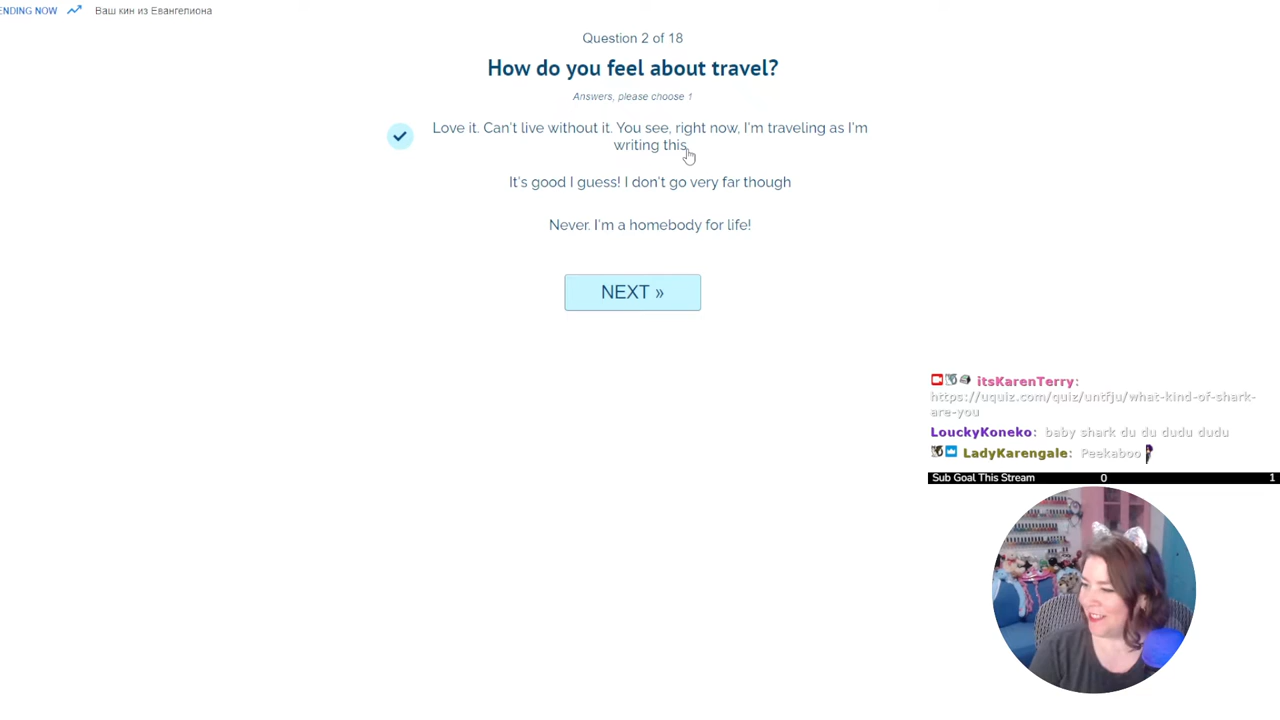 ENDING NOW
Ваш кин из Евангелиона
Question 2 of 18
How do you feel about travel?
Answers, please choose 1
Love it. Can't live without it. You see, right now, I'm traveling as I'm
writing this.
It's good I guess! I don't go very far though
Never. I'm a homebody for life!
NEXT »
itsKarenTerry:
https://uquiz.com/quiz/untfju/what-kind-of-shark-
are-you
LouckyKoneko: baby shark du du dudu dudu
LadyKarengale: Peekaboo
Sub Goal This Stream 0 1